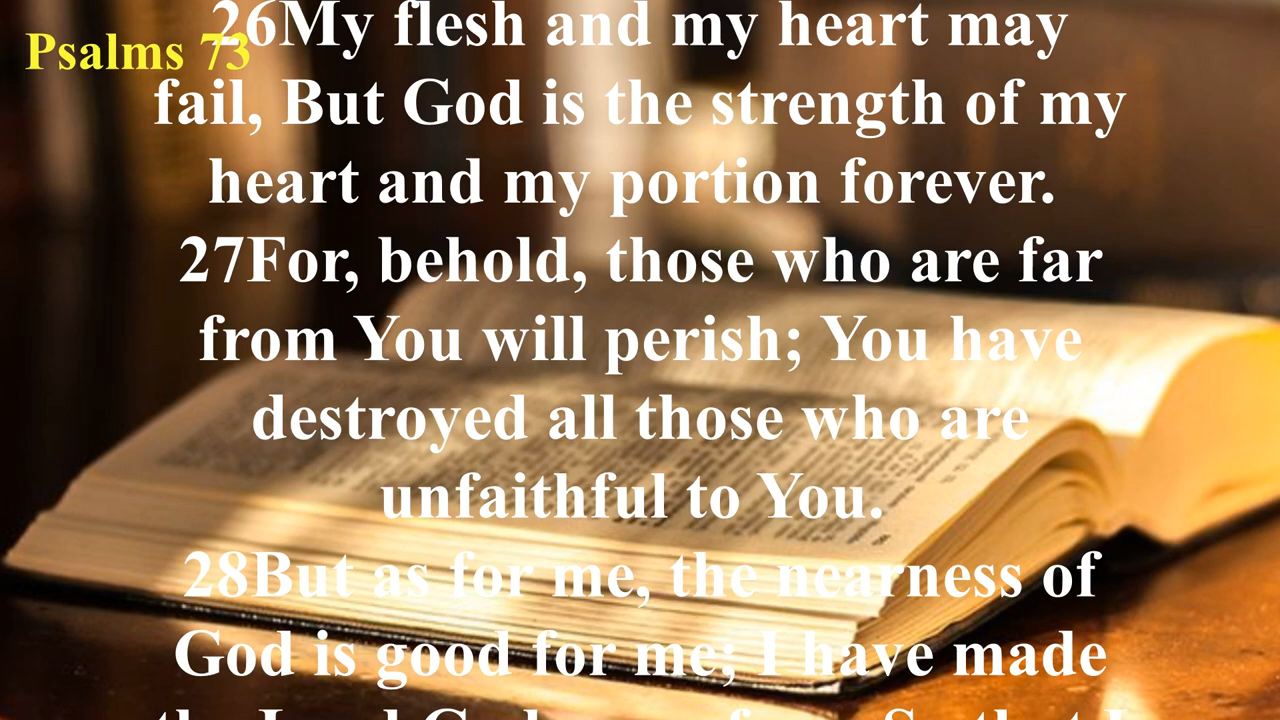 Psalms 73
26My flesh and my heart may
fail, But God is the strength of my
heart and my portion forever.
27For, behold, those who are far
from You will perish; You have
destroyed all those who are
unfaithful to You.
28But as for me, the nearness of
God is good for me; I have made